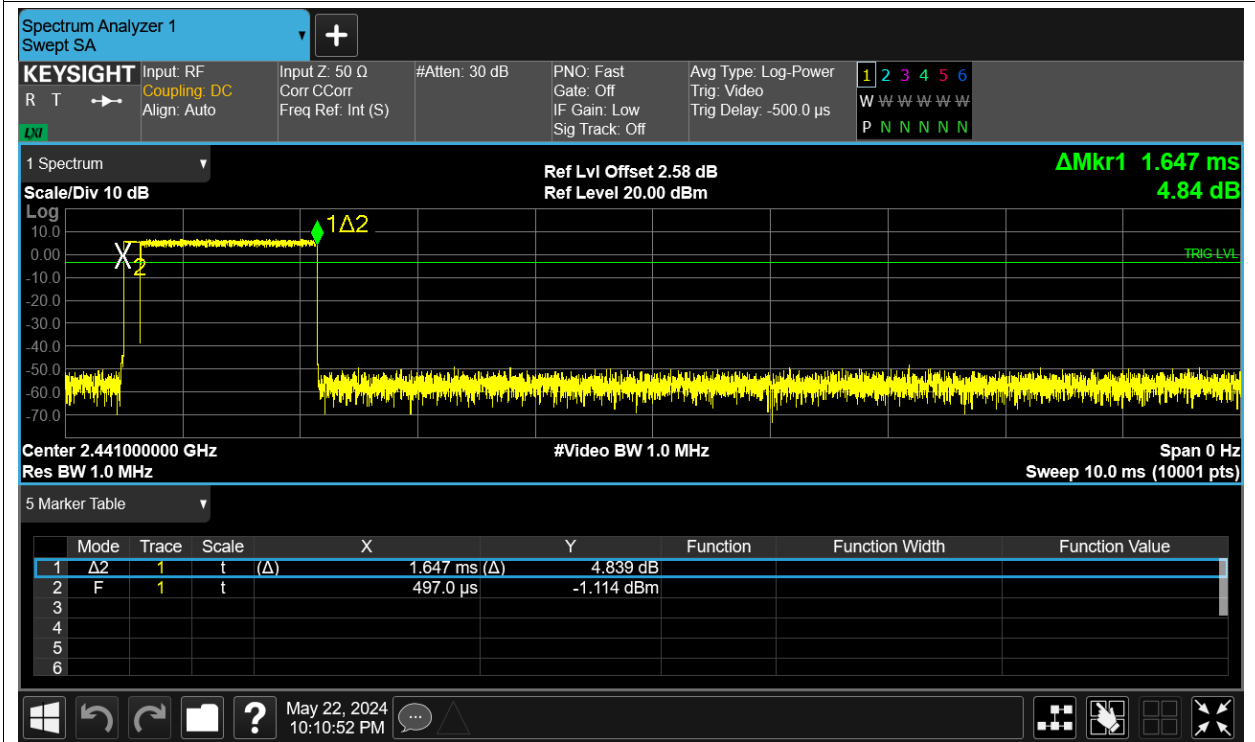 Spectrum Analyzer 1
Swept SA
KEYSIGHT
R T
LXI
Input: RF
Coupling: DC
Align: Auto
Input Z: 50 Ω
Corr CCorr
Freq Ref: Int (S)
#Atten: 30 dB
PNO: Fast
Gate: Off
IF Gain: Low
Sig Track: Off
Avg Type: Log-Power
Trig: Video
Trig Delay: -500.0 µs
1 2 3 4 5 6
W W W W W W
P N N N N N
1 Spectrum
Scale/Div 10 dB
Ref Lvl Offset 2.58 dB
Ref Level 20.00 dBm
ΔMkr1 1.647 ms
4.84 dB
Log
10.0
0.00
-10.0
-20.0
-30.0
-40.0
-50.0
-60.0
-70.0
X2
1Δ2
TRIG LVL
Center 2.441000000 GHz
#Video BW 1.0 MHz
Span 0 Hz
Res BW 1.0 MHz
Sweep 10.0 ms (10001 pts)
5 Marker Table
Mode Trace Scale X Y Function Function Width Function Value
1 Δ2 1 t (Δ) 1.647 ms (Δ) 4.839 dB
2 F 1 t 497.0 µs -1.114 dBm
3
4
5
6
?
May 22, 2024
10:10:52 PM